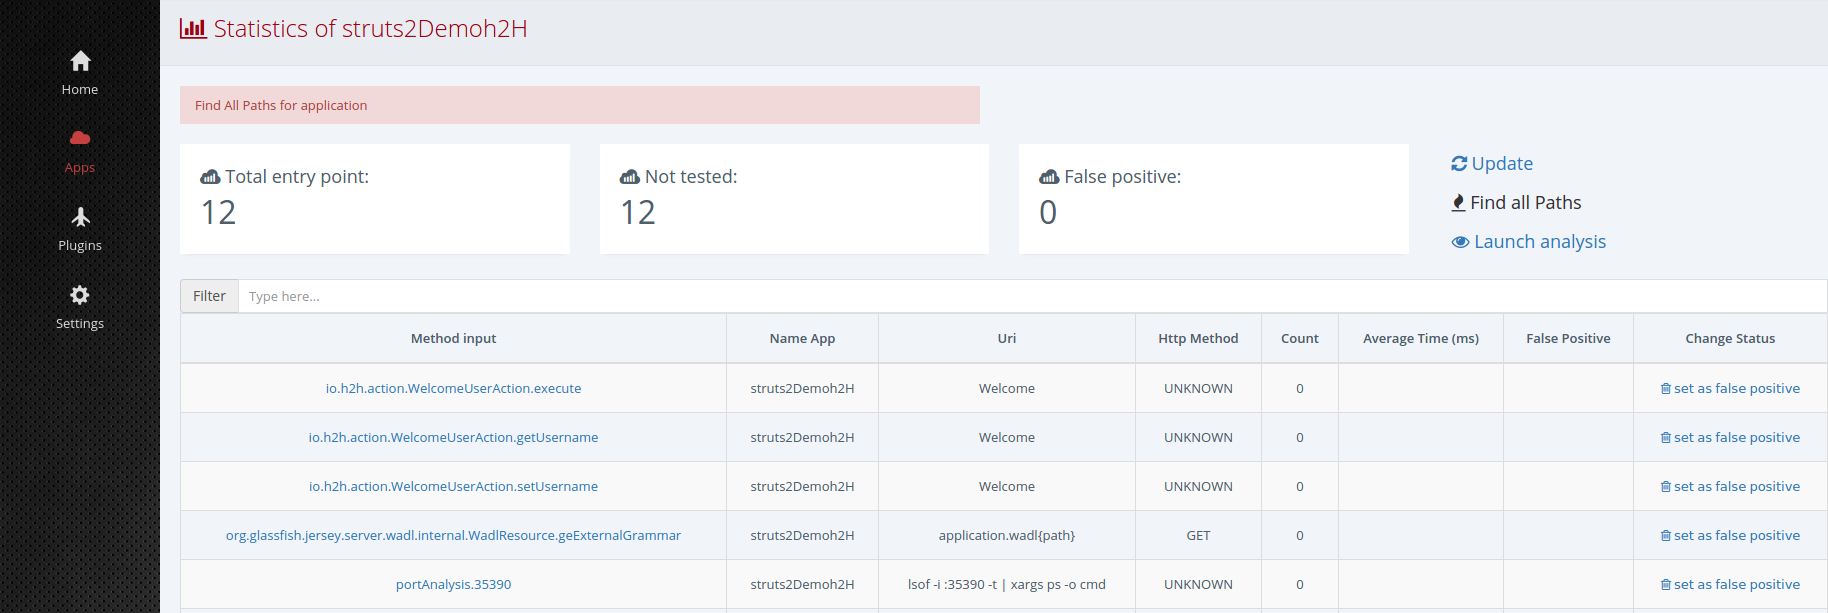 Statistics of struts2Demoh2H
Home
Apps
Plugins
Settings
Find All Paths for application
Total entry point:
12
Not tested:
12
False positive:
0
Update
Find all Paths
Launch analysis
Filter Type here...
Method input Name App Uri Http Method Count Average Time (ms) False Positive Change Status
io.h2h.action.WelcomeUserAction.execute struts2Demoh2H Welcome UNKNOWN 0 set as false positive
io.h2h.action.WelcomeUserAction.getUsername struts2Demoh2H Welcome UNKNOWN 0 set as false positive
io.h2h.action.WelcomeUserAction.setUsername struts2Demoh2H Welcome UNKNOWN 0 set as false positive
org.glassfish.jersey.server.wadl.internal.WadlResource.geExternalGrammar struts2Demoh2H application.wadl{path} GET 0 set as false positive
portAnalysis.35390 struts2Demoh2H lsof -i :35390 -t | xargs ps -o cmd UNKNOWN 0 set as false positive